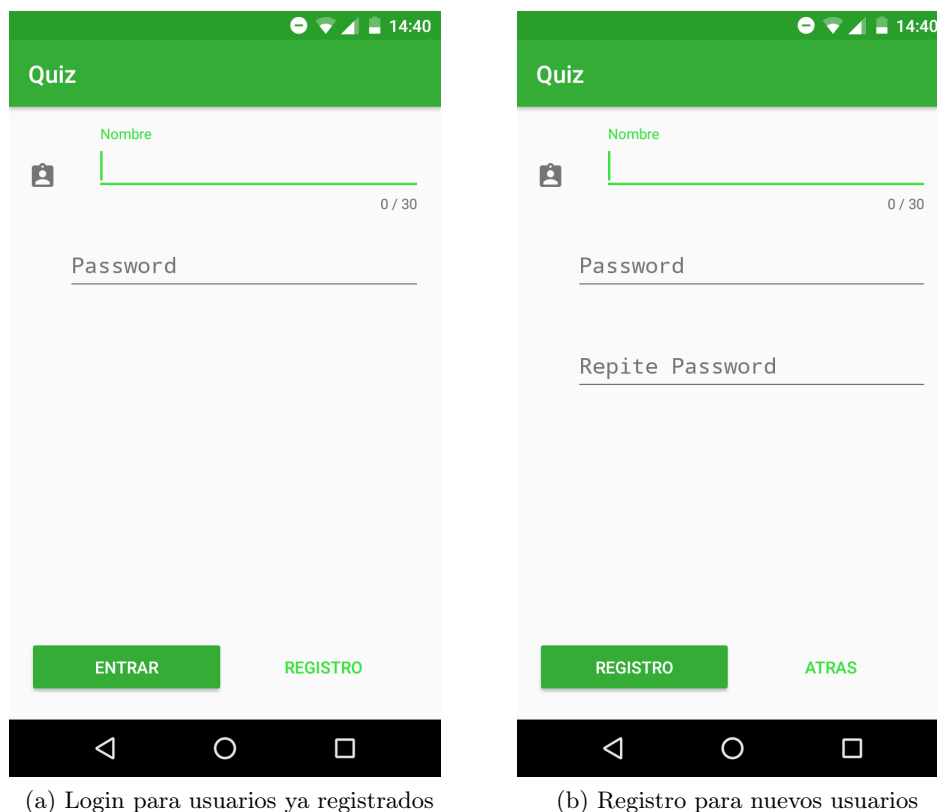 14:40
Quiz
Nombre
0 / 30
Password
ENTRAR
REGISTRO
(a) Login para usuarios ya registrados
14:40
Quiz
Nombre
0 / 30
Password
Repite Password
REGISTRO
ATRAS
(b) Registro para nuevos usuarios